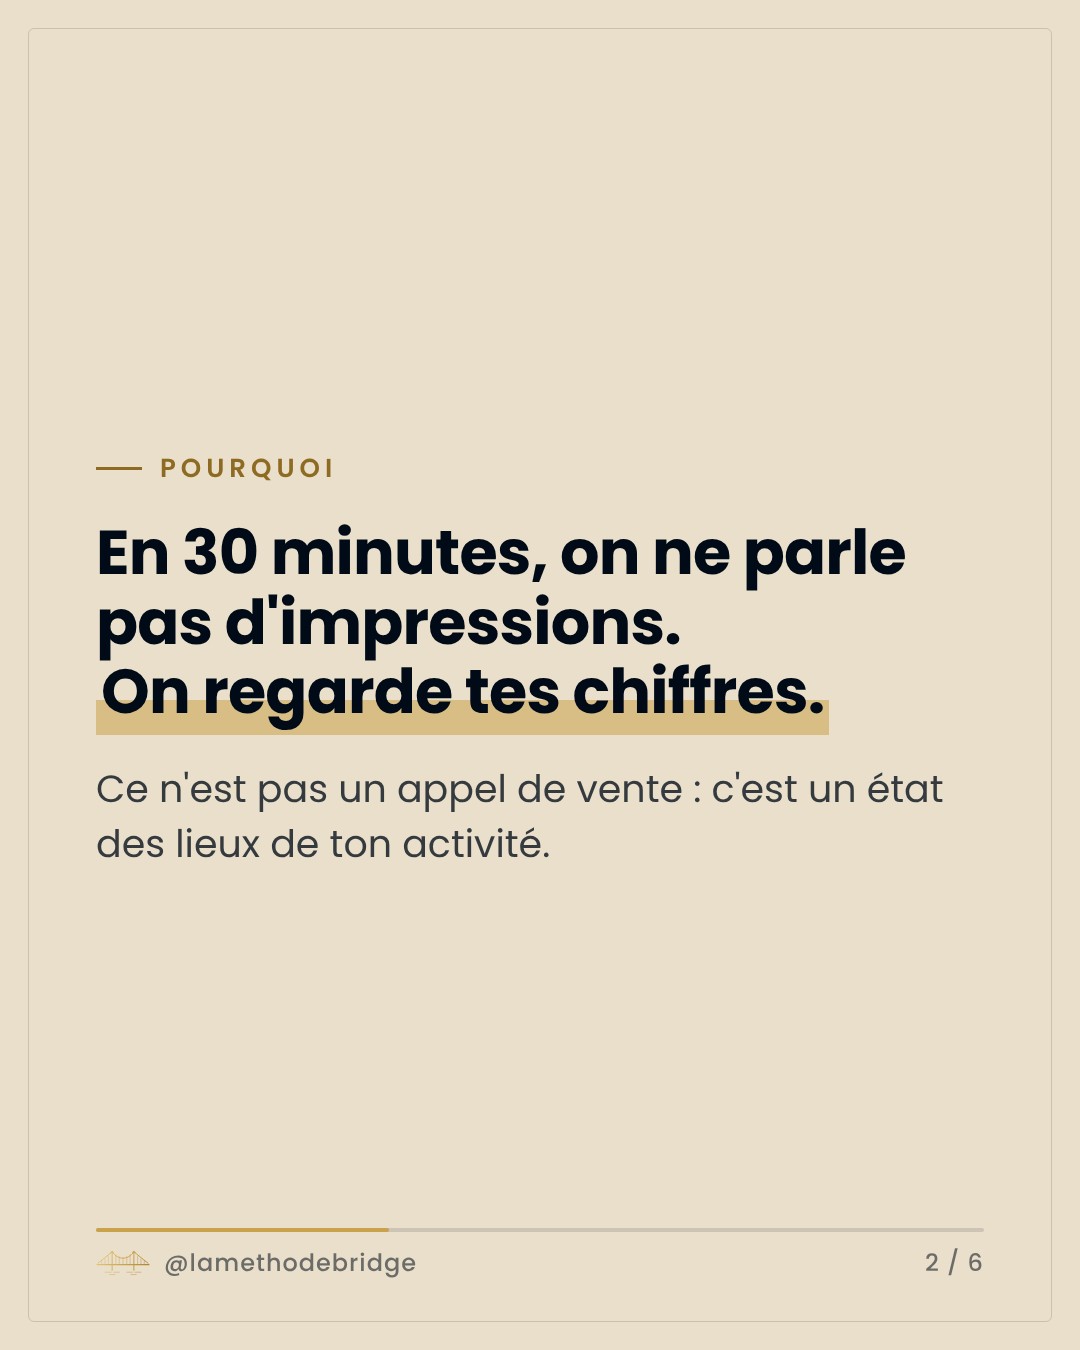 POURQUOI
En 30 minutes, on ne parle
pas d'impressions.
On regarde tes chiffres.
Ce n'est pas un appel de vente : c'est un état
des lieux de ton activité.
@lamethodebridge
2 / 6